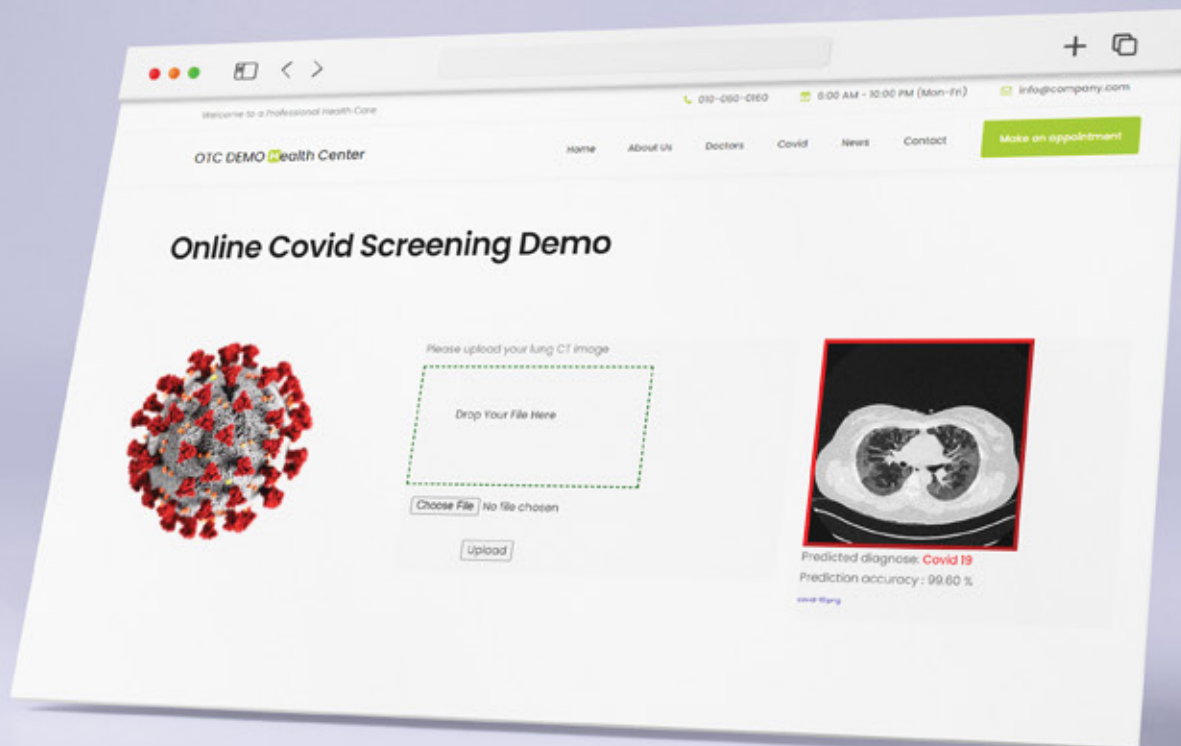 Welcome to a Professional Health Care
010-060-0160
6:00 AM - 10:00 PM (Mon-Fri)
info@company.com
OTC DEMO Health Center
Home
About Us
Doctors
Covid
News
Contact
Make an appointment
Online Covid Screening Demo
Please upload your lung CT image
Drop Your File Here
Choose File No file chosen
Upload
Predicted diagnose: Covid 19
Prediction accuracy : 99.60 %